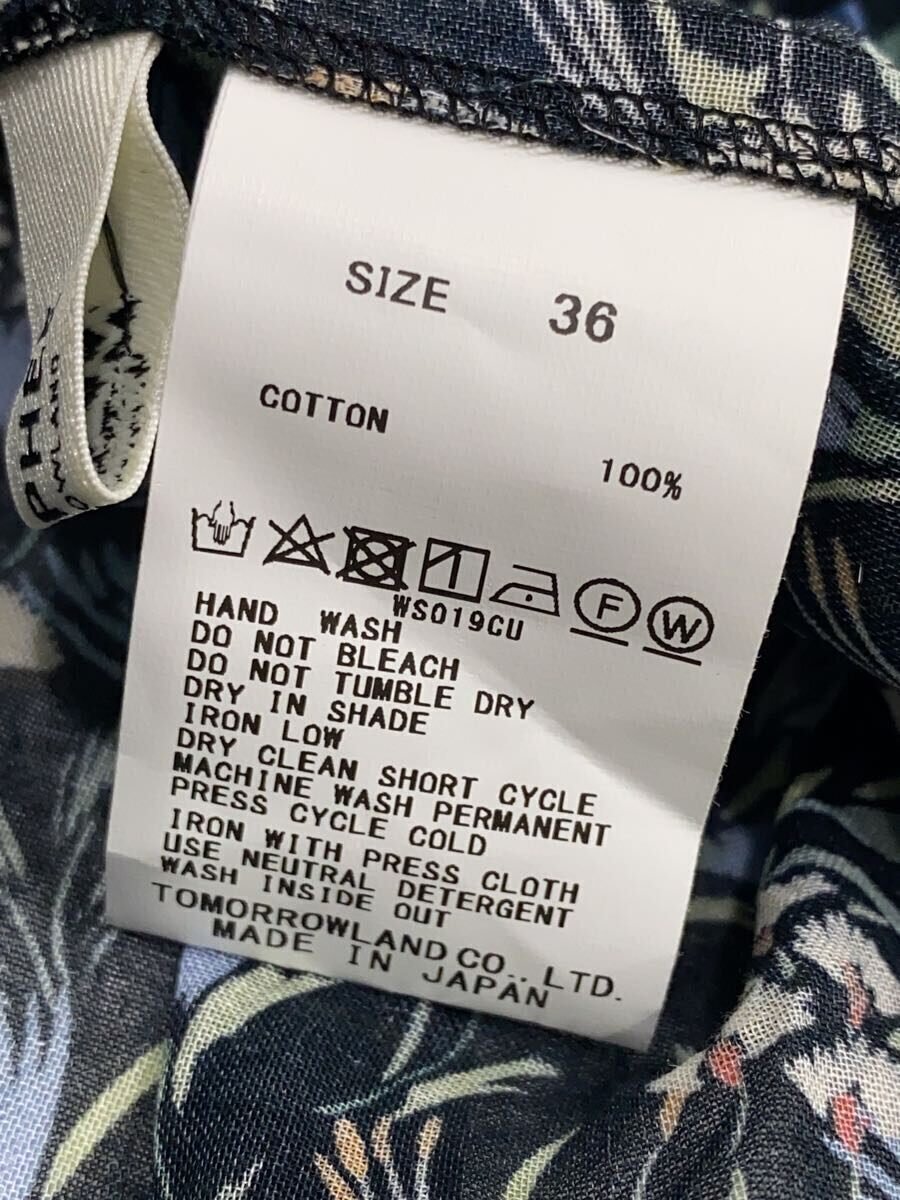 SIZE 36
COTTON
100%
F W
WS019CU
HAND WASH
DO NOT BLEACH
DO NOT TUMBLE DRY
DRY IN SHADE
IRON LOW
DRY CLEAN SHORT CYCLE
MACHINE WASH PERMANENT
PRESS CYCLE COLD
IRON WITH PRESS CLOTH
USE NEUTRAL DETERGENT
WASH INSIDE OUT
TOMORROWLAND CO., LTD.
MADE IN JAPAN